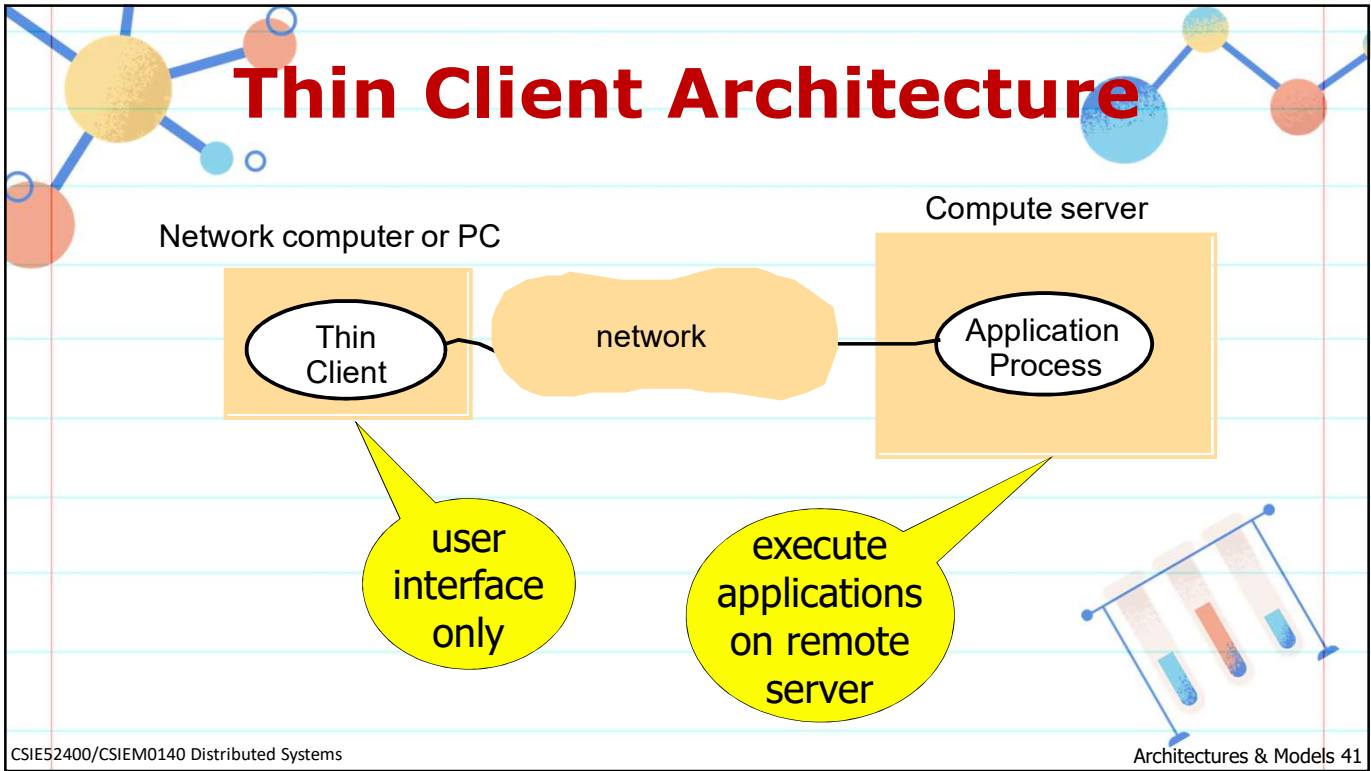 Thin Client Architecture
Compute server
Network computer or PC
Thin
Client
network
Application
Process
user
interface
only
execute
applications
on remote
server
CSIE52400/CSIEM0140 Distributed Systems
Architectures & Models 41